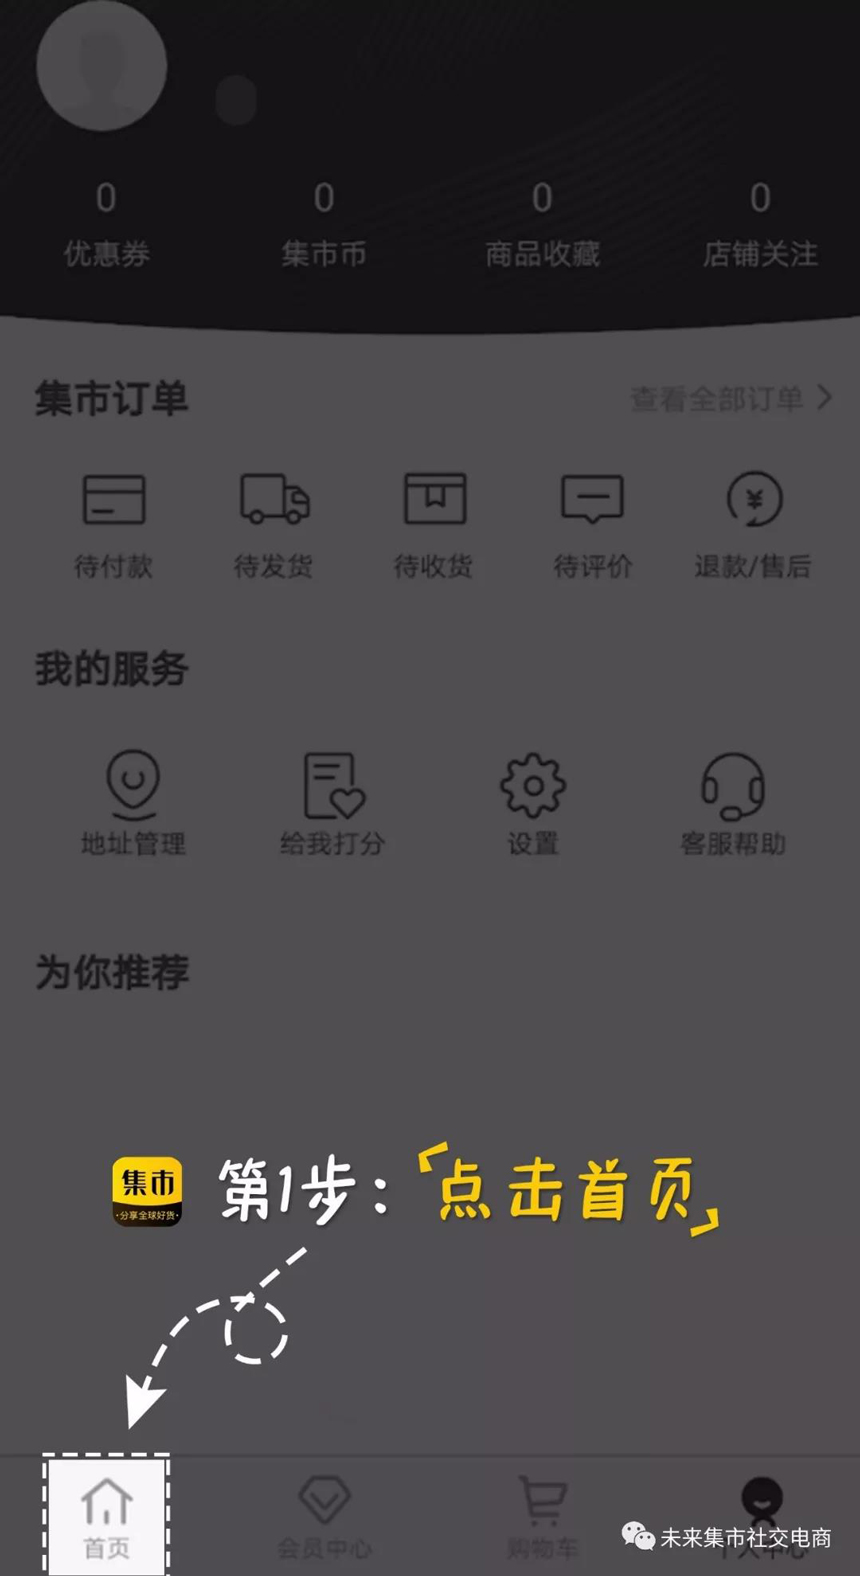 0 0 0 0
优惠券 集市币 商品收藏 店铺关注
集市订单 查看全部订单
待付款 待发货 待收货 待评价 退款/售后
我的服务
地址管理 给我打分 设置 客服帮助
为你推荐
集市
·分享全球好货·
第1步：「点击首页」
首页 会员中心 购物车 个人中心
未来集市社交电商